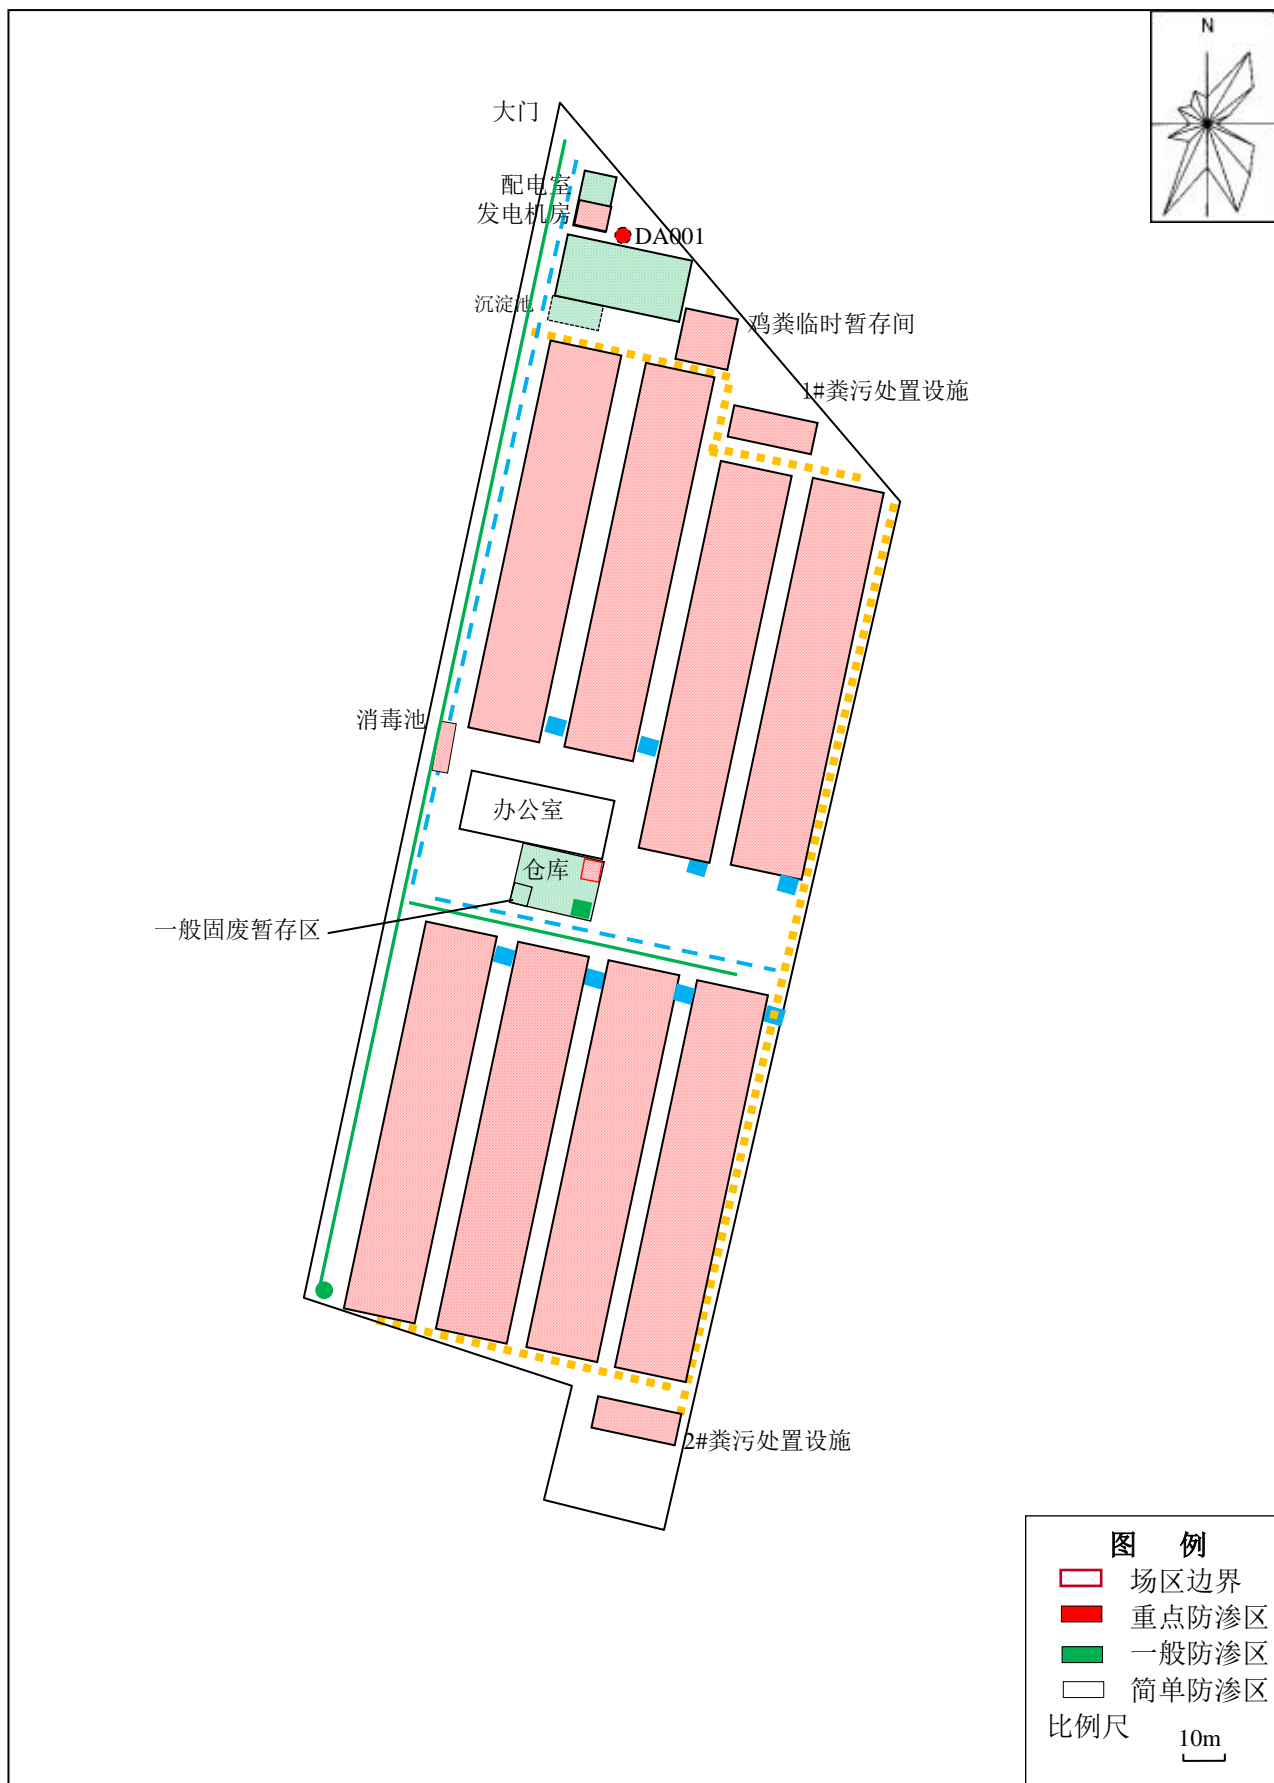 N
大门
配电室
发电机房
DA001
沉淀池
鸡粪临时暂存间
1#粪污处置设施
消毒池
办公室
仓库
一般固废暂存区
2#粪污处置设施
图 例
场区边界
重点防渗区
一般防渗区
简单防渗区
比例尺
10m